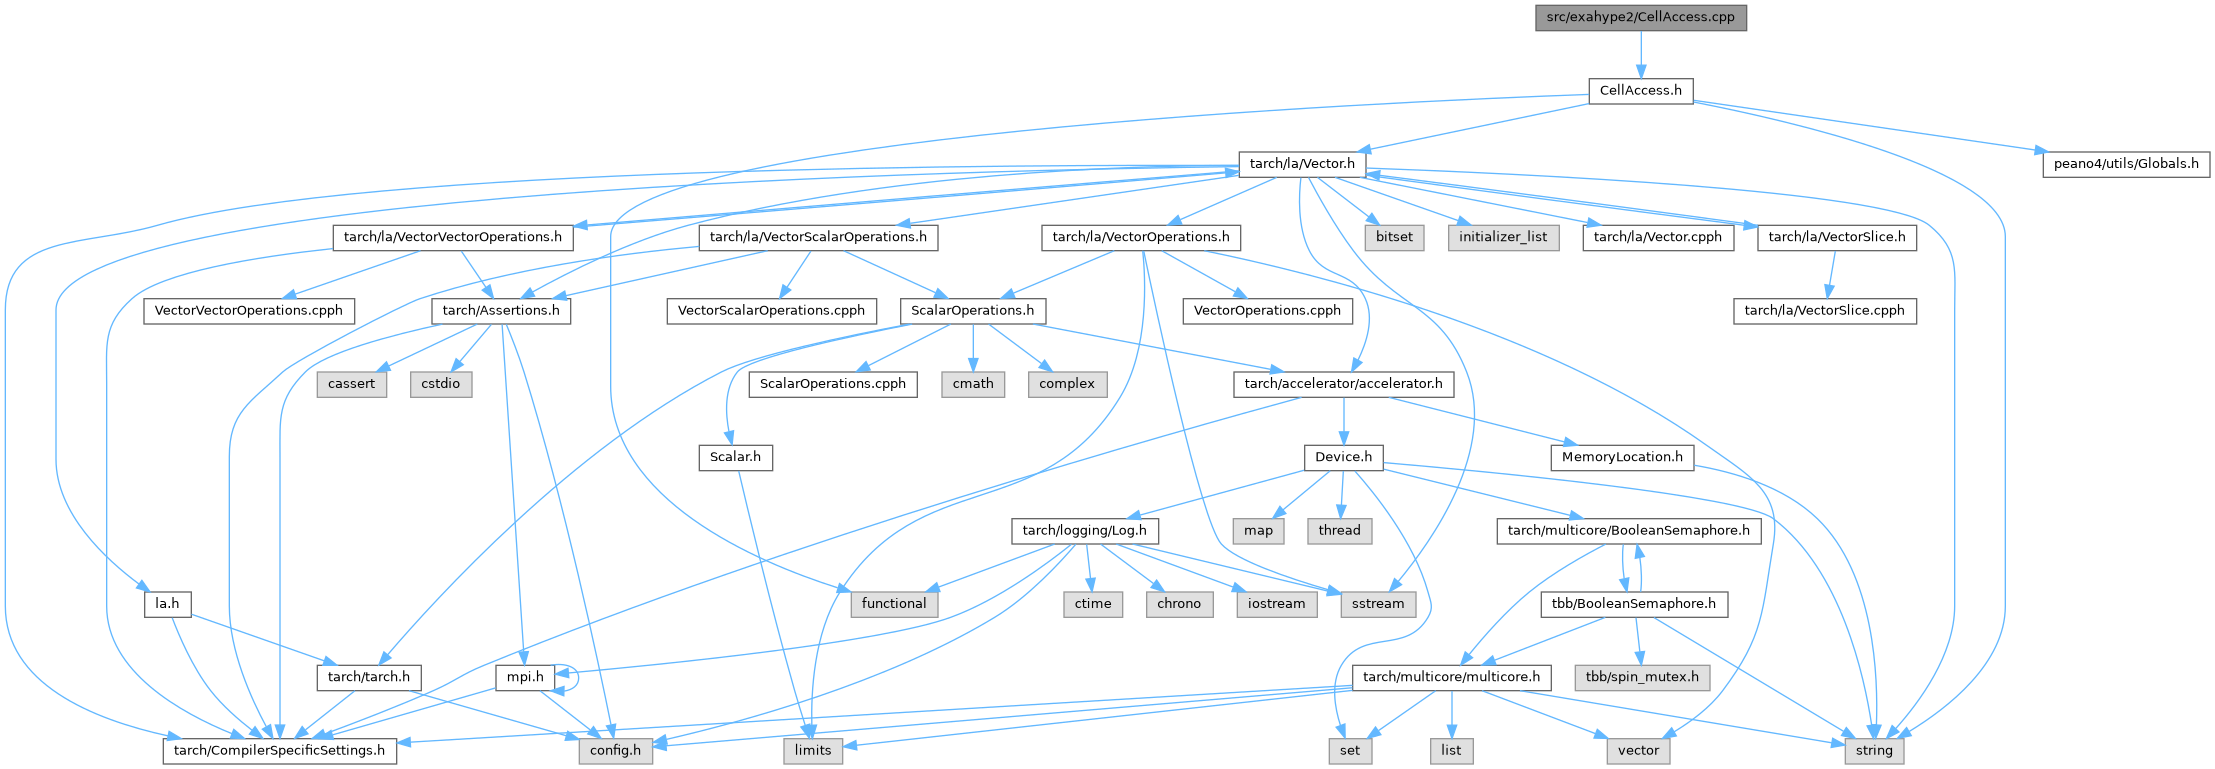 src/exahype2/CellAccess.cpp
CellAccess.h
tarch/la/Vector.h
peano4/utils/Globals.h
tarch/la/VectorVectorOperations.h
tarch/la/VectorScalarOperations.h
tarch/la/VectorOperations.h
bitset
initializer_list
tarch/la/Vector.cpph
tarch/la/VectorSlice.h
VectorVectorOperations.cpph
tarch/Assertions.h
VectorScalarOperations.cpph
ScalarOperations.h
VectorOperations.cpph
tarch/la/VectorSlice.cpph
cassert
cstdio
ScalarOperations.cpph
cmath
complex
tarch/accelerator/accelerator.h
Scalar.h
Device.h
MemoryLocation.h
tarch/logging/Log.h
map
thread
tarch/multicore/BooleanSemaphore.h
la.h
functional
ctime
chrono
iostream
sstream
tbb/BooleanSemaphore.h
tarch/tarch.h
mpi.h
tarch/multicore/multicore.h
tbb/spin_mutex.h
tarch/CompilerSpecificSettings.h
config.h
limits
set
list
vector
string